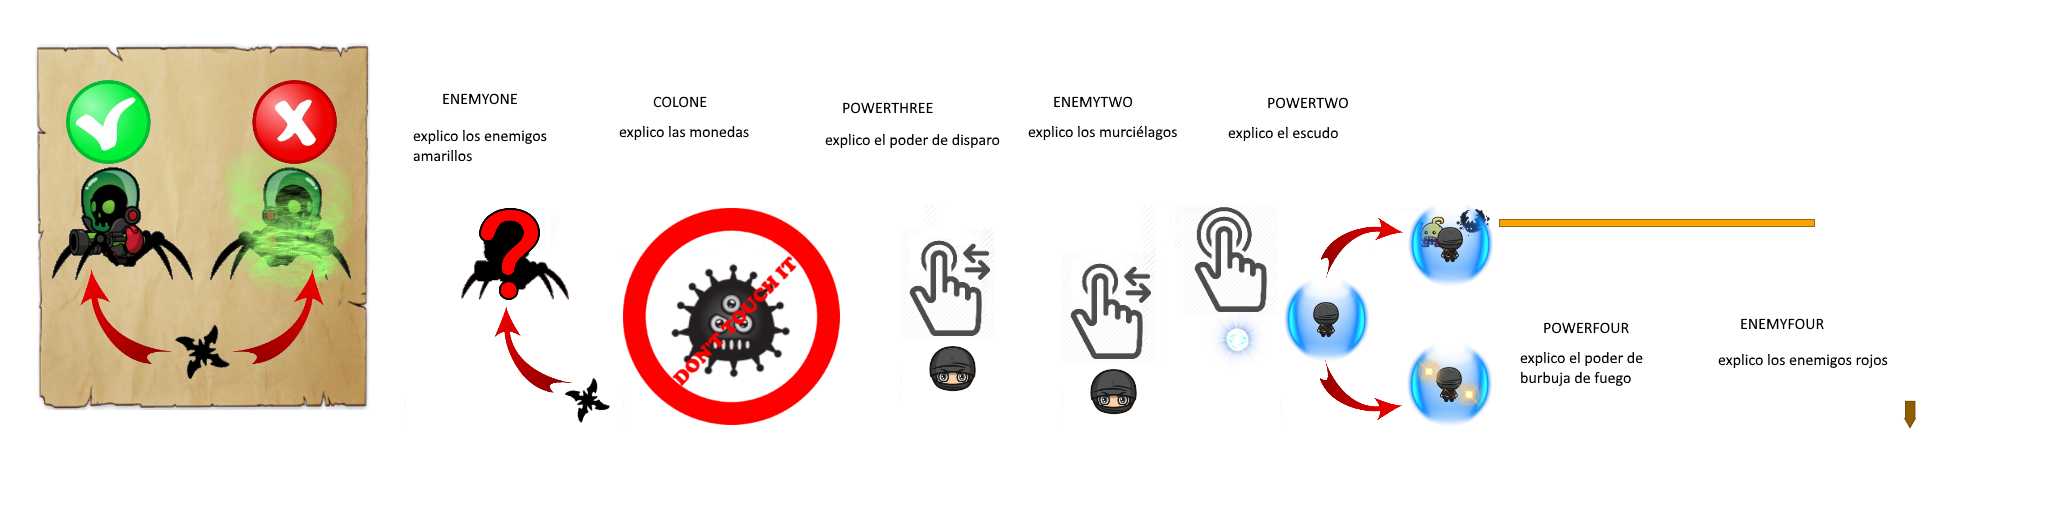 ENEMYONE
explico los enemigos
amarillos
COLONE
explico las monedas
POWERTHREE
explico el poder de disparo
ENEMYTWO
explico los murciélagos
POWERTWO
explico el escudo
?
DON'T TOUCH IT
POWERFOUR
explico el poder de
burbuja de fuego
ENEMYFOUR
explico los enemigos rojos